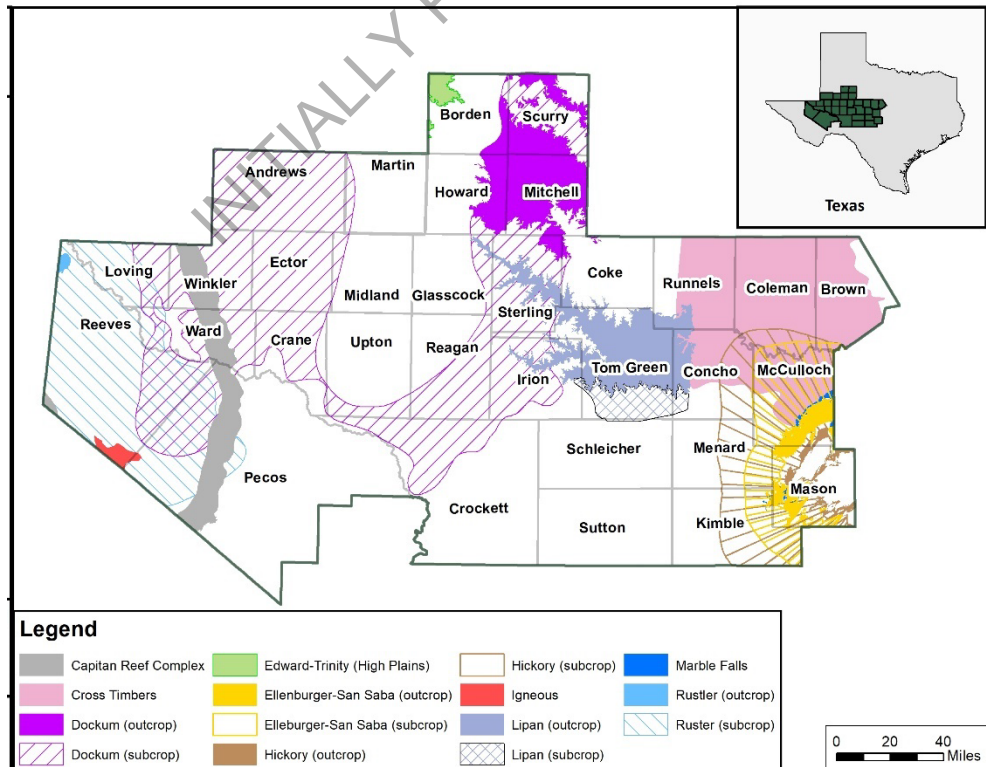 INITIALLY P
Texas
Borden
Scurry
Andrews
Martin
Howard
Mitchell
Loving
Winkler
Ector
Midland
Glasscock
Sterling
Coke
Runnels
Coleman
Brown
Reeves
Ward
Crane
Upton
Reagan
Irion
Tom Green
Concho
McCulloch
Pecos
Crockett
Schleicher
Menard
Mason
Sutton
Kimble
Legend
Capitan Reef Complex
Cross Timbers
Dockum (outcrop)
Dockum (subcrop)
Edward-Trinity (High Plains)
Ellenburger-San Saba (outcrop)
Elleburger-San Saba (subcrop)
Hickory (outcrop)
Hickory (subcrop)
Igneous
Lipan (outcrop)
Lipan (subcrop)
Marble Falls
Rustler (outcrop)
Ruster (subcrop)
0 10 20 40
Miles